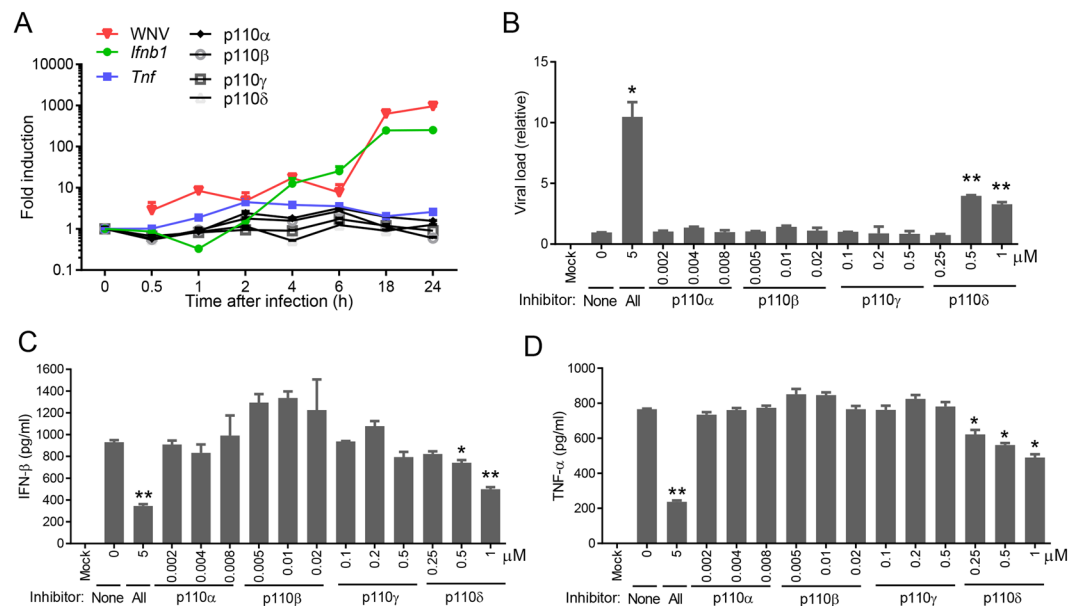 A
WNV
Ifnb1
Tnf
p110α
p110β
p110γ
p110δ
Fold induction
10000
1000
100
10
1
0.1
0 0.5 1 2 4 6 18 24
Time after infection (h)
B
Viral load (relative)
15
10
5
0
* ** **
Mock 0 5 0.002 0.004 0.008 0.005 0.01 0.02 0.1 0.2 0.5 0.25 0.5 1 μM
Inhibitor: None All p110α p110β p110γ p110δ
C
IFN-β (pg/ml)
1600
1400
1200
1000
800
600
400
200
0
** * **
Mock 0 5 0.002 0.004 0.008 0.005 0.01 0.02 0.1 0.2 0.5 0.25 0.5 1 μM
Inhibitor: None All p110α p110β p110γ p110δ
D
TNF-α (pg/ml)
1000
800
600
400
200
0
** * * *
Mock 0 5 0.002 0.004 0.008 0.005 0.01 0.02 0.1 0.2 0.5 0.25 0.5 1 μM
Inhibitor: None All p110α p110β p110γ p110δ